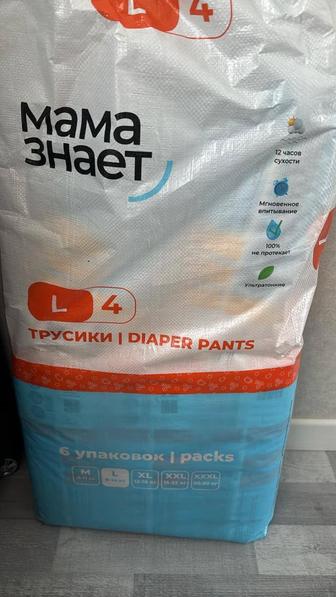 L 4
мама
знает
12 часов
сухости
Мгновенное
впитывание
100%
не протекает
Ультратонкие
L 4
ТРУСИКИ | DIAPER PANTS
6 упаковок | packs
M L XL XXL XXXL